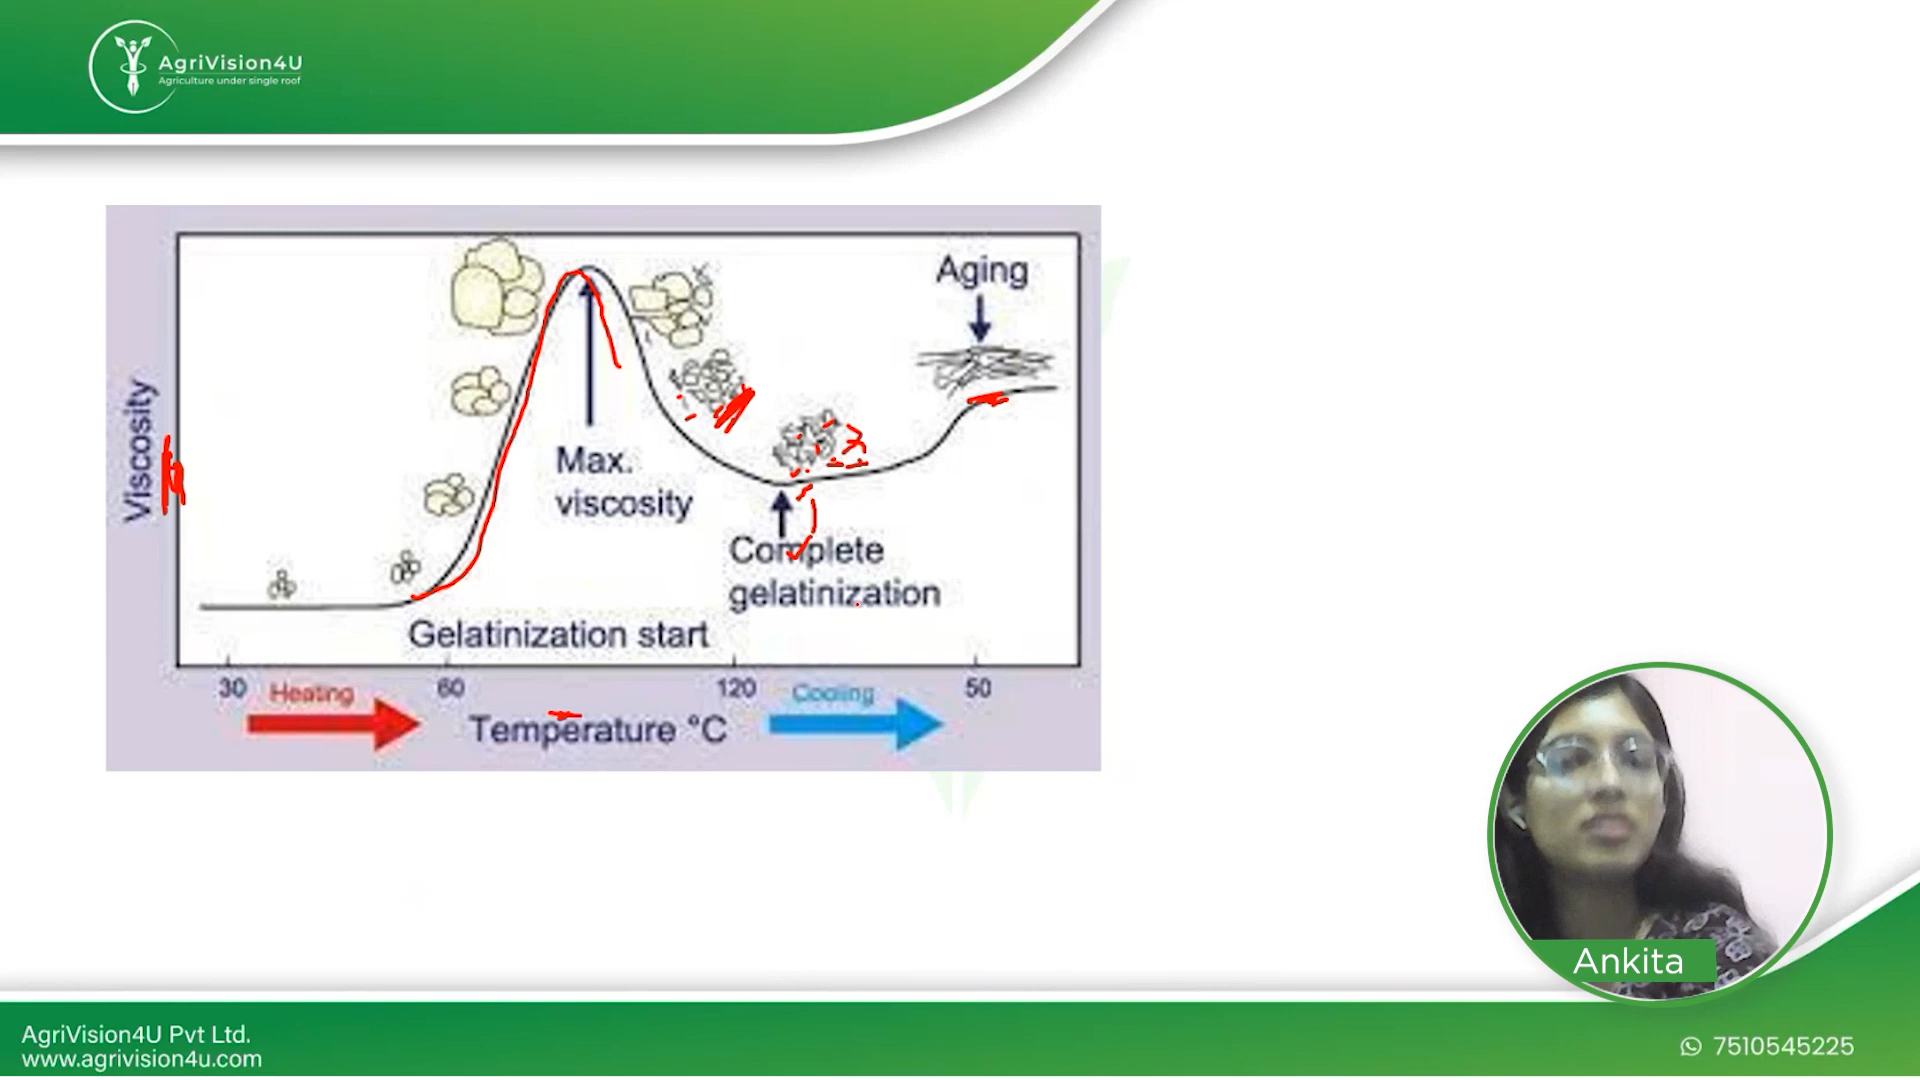 AgriVision4U
Agriculture under single roof
Aging
Viscosity
Max.
viscosity
Complete
gelatinization
Gelatinization start
30 Heating 60 120 Cooling 50
Temperature °C
Ankita
AgriVision4U Pvt Ltd.
www.agrivision4u.com
7510545225